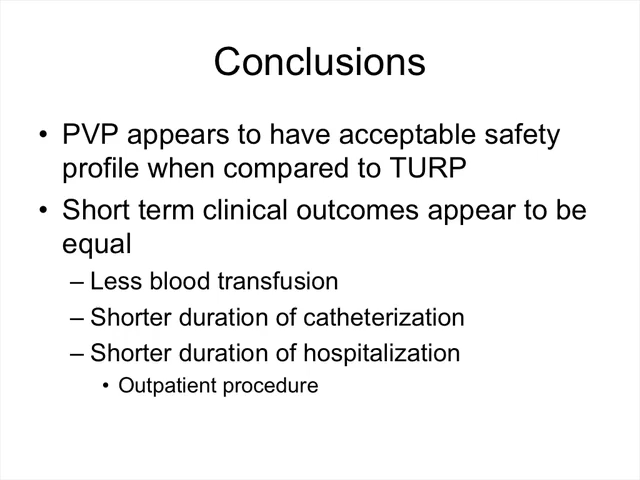 Conclusions
• PVP appears to have acceptable safety
profile when compared to TURP
• Short term clinical outcomes appear to be
equal
– Less blood transfusion
– Shorter duration of catheterization
– Shorter duration of hospitalization
• Outpatient procedure